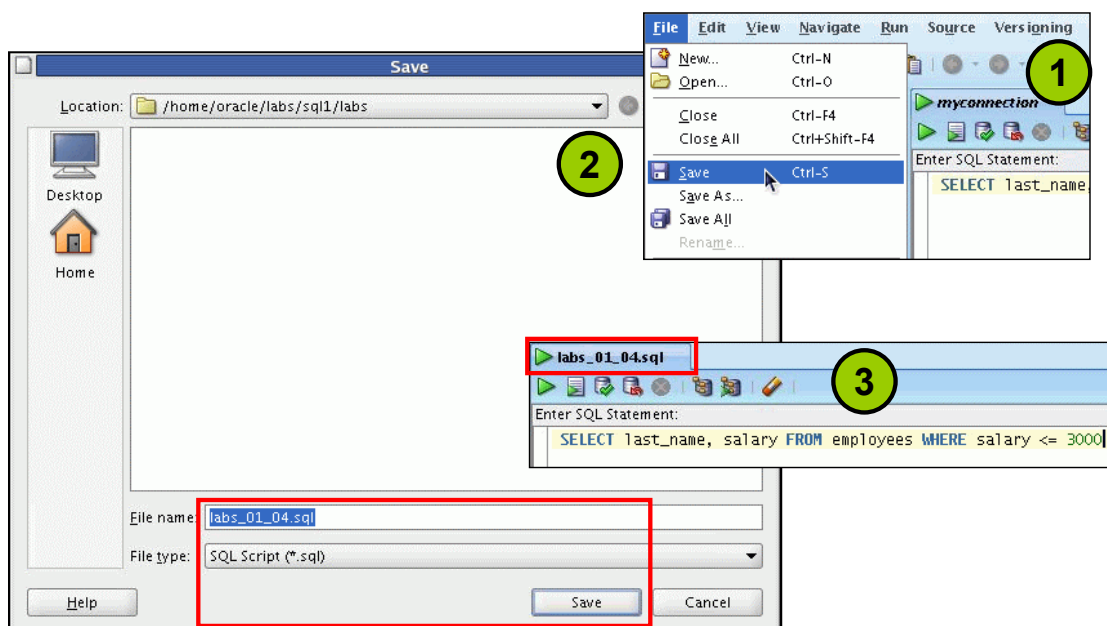 File Edit View Navigate Run Source Versioning
New... Ctrl-N
Open... Ctrl-O
Close Ctrl-F4
Close All Ctrl+Shift-F4
Save Ctrl-S
Save As...
Save All
Rename...
1
myconnection
Enter SQL Statement:
SELECT last_name,
Save
Location: /home/oracle/labs/sql1/labs
2
Desktop
Home
File name: labs_01_04.sql
File type: SQL Script (*.sql)
Help Save Cancel
labs_01_04.sql
3
Enter SQL Statement:
SELECT last_name, salary FROM employees WHERE salary <= 3000